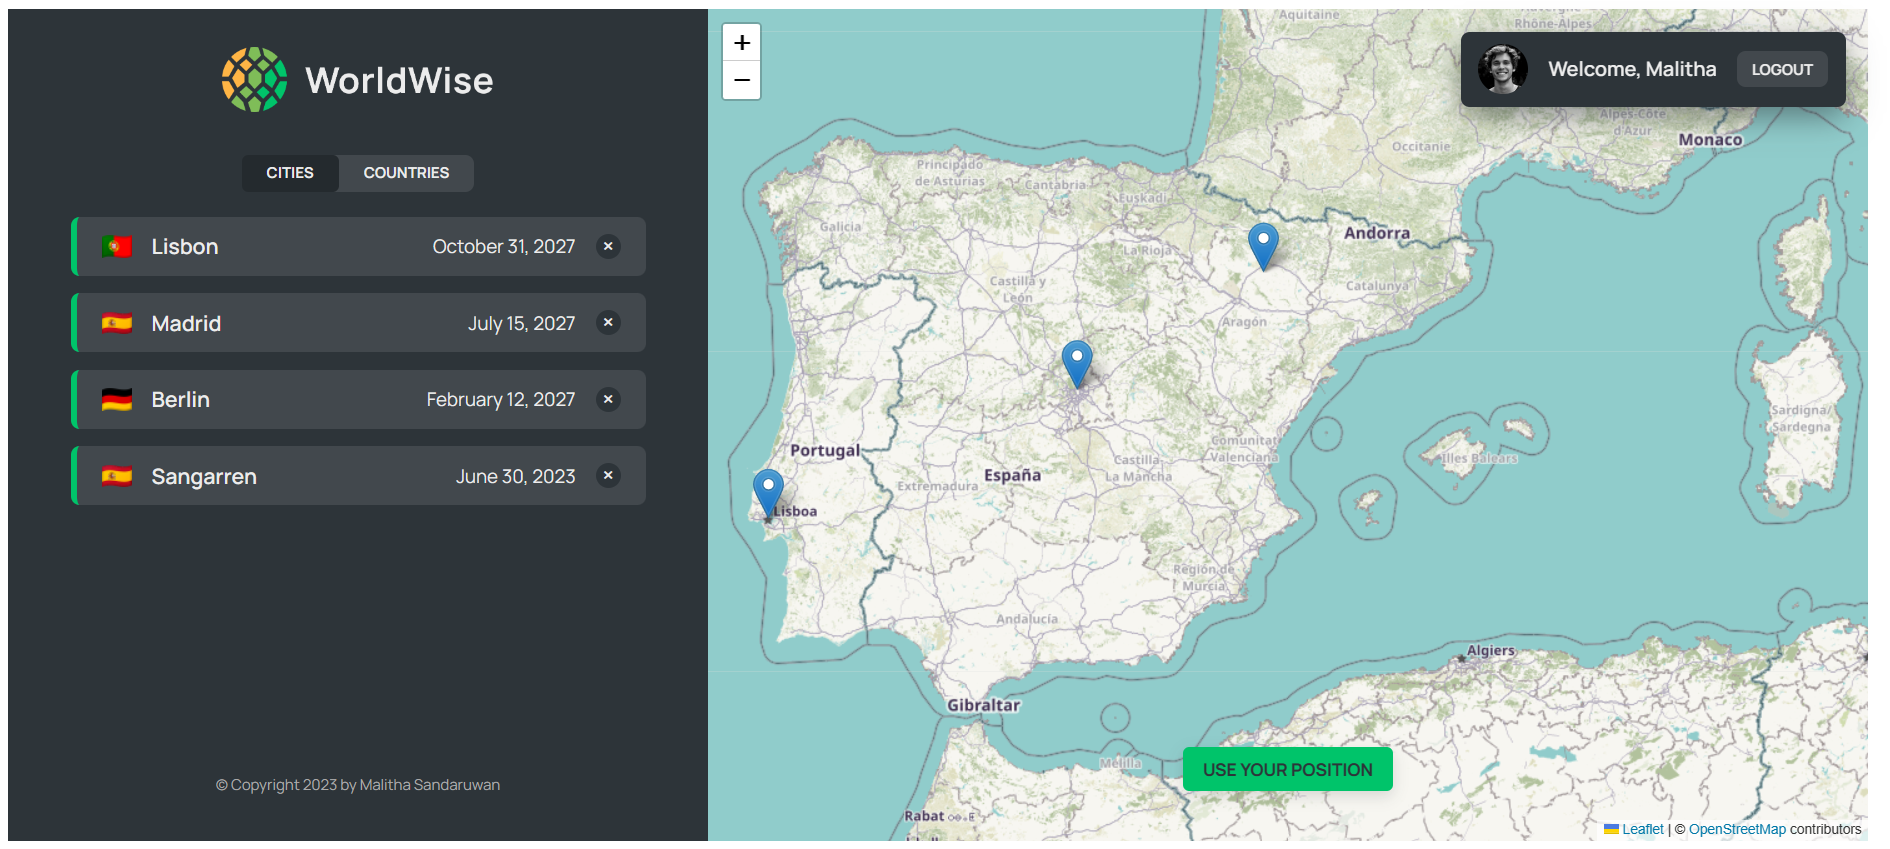 WorldWise
CITIES
COUNTRIES
Lisbon
October 31, 2027
×
Madrid
July 15, 2027
×
Berlin
February 12, 2027
×
Sangarren
June 30, 2023
×
© Copyright 2023 by Malitha Sandaruwan
+
−
Welcome, Malitha
LOGOUT
Aquitaine
Rhône-Alpes
Alpes-Côte
d'Azur
Monaco
Occitanie
Principado
de Asturias
Cantabria
Euskadi
Galicia
La Rioja
Andorra
Castilla y
León
Catalunya
Aragón
Portugal
España
Castilla-
La Mancha
Comunitat
Valenciana
Extremadura
Illes Balears
Sardigna/
Sardegna
Lisboa
Región de
Murcia
Andalucía
Algiers
Gibraltar
Melilla
USE YOUR POSITION
Rabat
Leaflet | © OpenStreetMap contributors